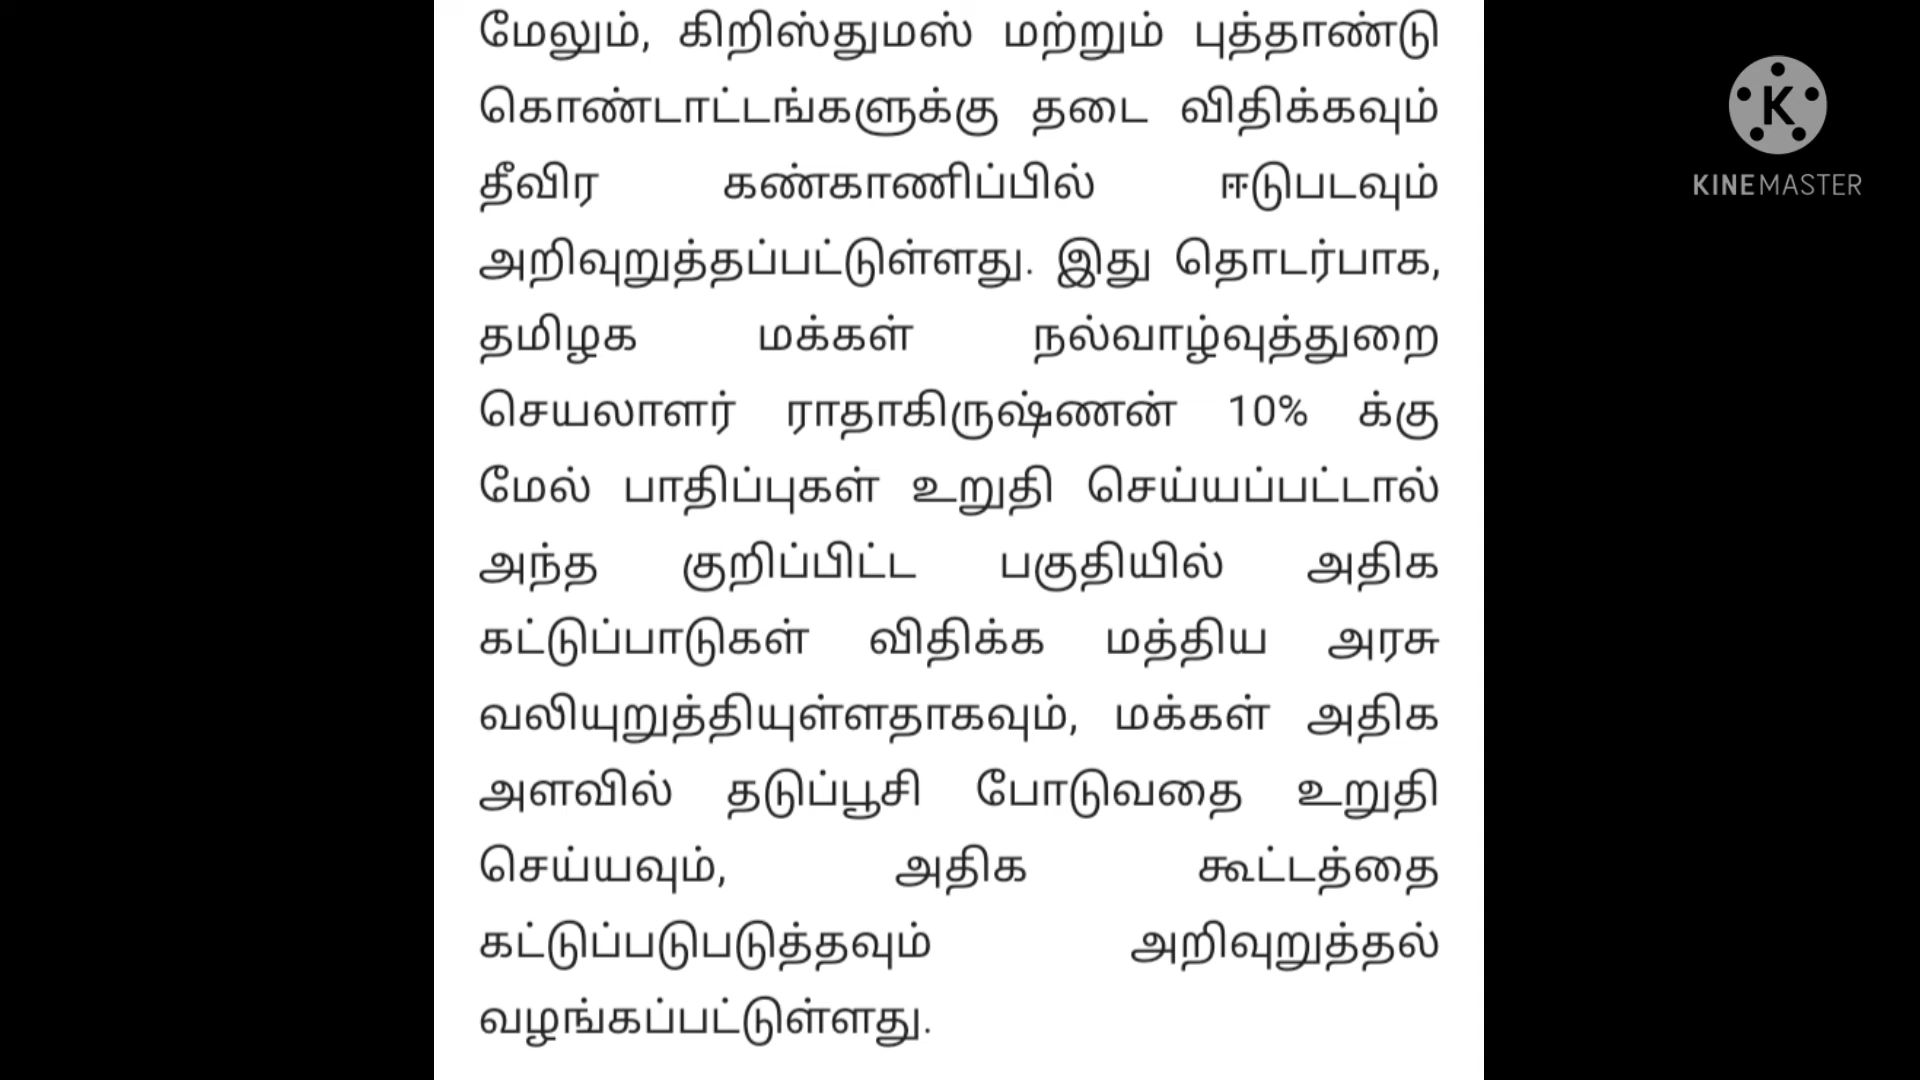 மேலும், கிறிஸ்துமஸ் மற்றும் புத்தாண்டு
கொண்டாட்டங்களுக்கு தடை விதிக்கவும்
தீவிர கண்காணிப்பில் ஈடுபடவும்
அறிவுறுத்தப்பட்டுள்ளது. இது தொடர்பாக,
தமிழக மக்கள் நல்வாழ்வுத்துறை
செயலாளர் ராதாகிருஷ்ணன் 10% க்கு
மேல் பாதிப்புகள் உறுதி செய்யப்பட்டால்
அந்த குறிப்பிட்ட பகுதியில் அதிக
கட்டுப்பாடுகள் விதிக்க மத்திய அரசு
வலியுறுத்தியுள்ளதாகவும், மக்கள் அதிக
அளவில் தடுப்பூசி போடுவதை உறுதி
செய்யவும், அதிக கூட்டத்தை
கட்டுப்படுபடுத்தவும் அறிவுறுத்தல்
வழங்கப்பட்டுள்ளது.
K
KINEMASTER